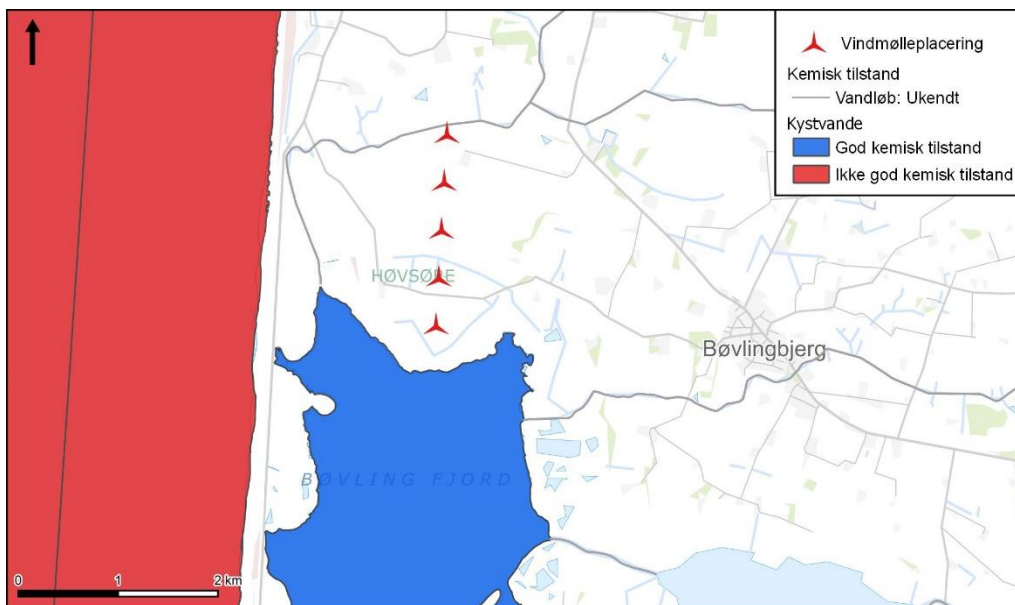 Vindmølleplacering
Kemisk tilstand
Vandløb: Ukendt
Kystvande
God kemisk tilstand
Ikke god kemisk tilstand
HØVSØRE
Bøvlingbjerg
BØVLING FJORD
0 1 2 km